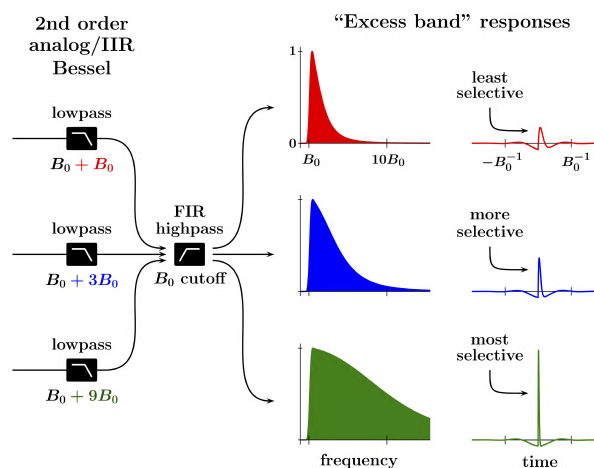 2nd order
analog/IIR
Bessel
lowpass
B₀ + B₀
lowpass
B₀ + 3B₀
lowpass
B₀ + 9B₀
FIR
highpass
B₀ cutoff
“Excess band” responses
1
0
B₀
10B₀
least
selective
−B₀⁻¹
B₀⁻¹
more
selective
most
selective
frequency
time